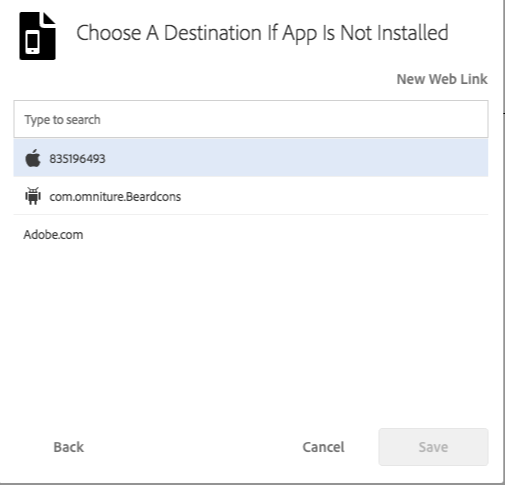 Choose A Destination If App Is Not Installed
New Web Link
Type to search
835196493
com.omniture.Beardcons
Adobe.com
Back
Cancel
Save